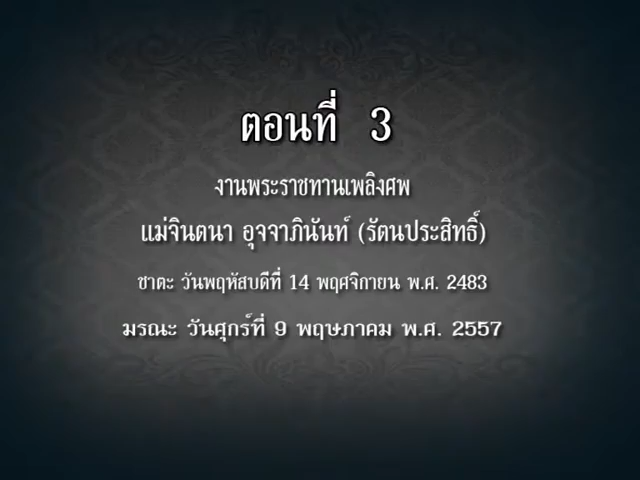 ตอนที่ 3
งานพระราชทานเพลิงศพ
แม่จินตนา อุจจาภินันท์ (รัตนประสิทธิ์)
ชาตะ วันพฤหัสบดีที่ 14 พฤศจิกายน พ.ศ. 2483
มรณะ วันศุกร์ที่ 9 พฤษภาคม พ.ศ. 2557